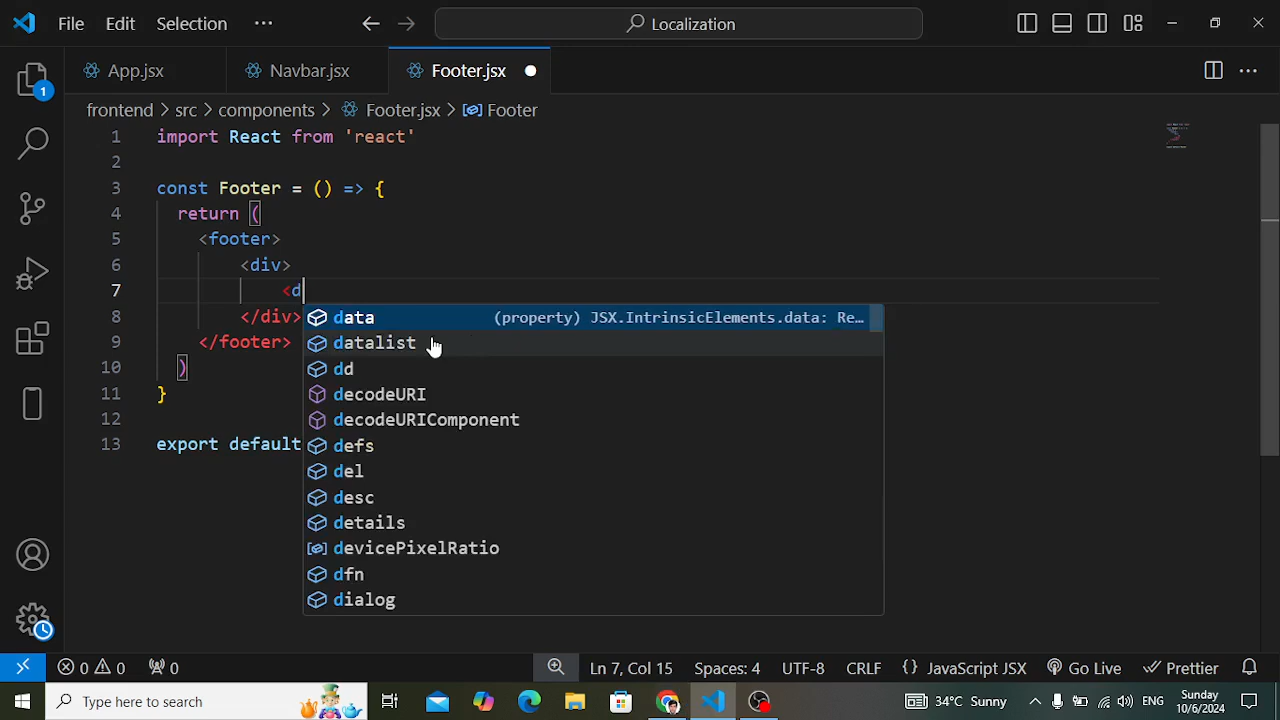 File Edit Selection ··· Localization
App.jsx Navbar.jsx Footer.jsx
frontend > src > components > Footer.jsx > Footer
1 import React from 'react'
2
3 const Footer = () => {
4 return (
5 <footer>
6 <div>
7 <d
8 </div>
9 </footer>
10 )
11 }
12
13 export default
data (property) JSX.IntrinsicElements.data: Re…
datalist
dd
decodeURI
decodeURIComponent
defs
del
desc
details
devicePixelRatio
dfn
dialog
1
0 0 0 Ln 7, Col 15 Spaces: 4 UTF-8 CRLF {} JavaScript JSX Go Live Prettier
Type here to search 34°C Sunny ENG Sunday
10/6/2024